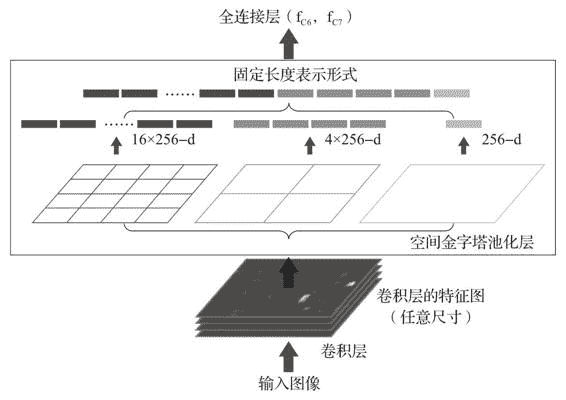 全连接层(fC6, fC7)
固定长度表示形式
......
......
16×256-d
4×256-d
256-d
空间金字塔池化层
卷积层的特征图
(任意尺寸)
卷积层
输入图像